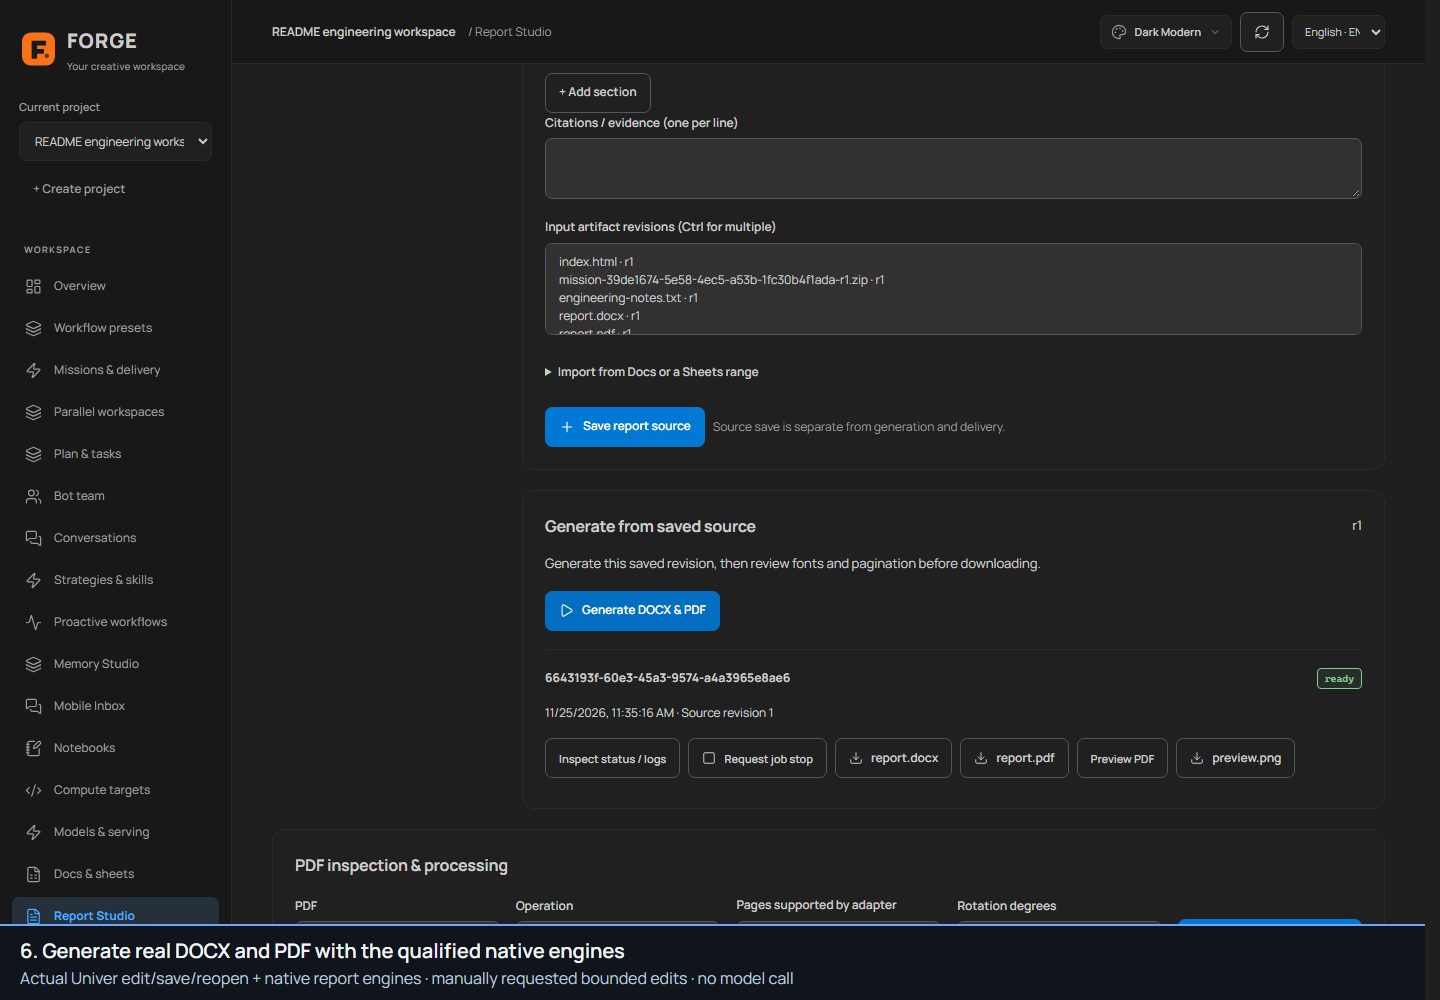 FORGE
Your creative workspace
Current project
README engineering works
+ Create project
WORKSPACE
Overview
Workflow presets
Missions & delivery
Parallel workspaces
Plan & tasks
Bot team
Conversations
Strategies & skills
Proactive workflows
Memory Studio
Mobile Inbox
Notebooks
Compute targets
Models & serving
Docs & sheets
Report Studio
README engineering workspace / Report Studio
Dark Modern
English · EN
+ Add section
Citations / evidence (one per line)
Input artifact revisions (Ctrl for multiple)
index.html · r1
mission-39de1674-5e58-4ec5-a53b-1fc30b4f1ada-r1.zip · r1
engineering-notes.txt · r1
report.docx · r1
report.pdf · r1
Import from Docs or a Sheets range
Save report source
Source save is separate from generation and delivery.
Generate from saved source
r1
Generate this saved revision, then review fonts and pagination before downloading.
Generate DOCX & PDF
6643193f-60e3-45a3-9574-a4a3965e8ae6
ready
11/25/2026, 11:35:16 AM · Source revision 1
Inspect status / logs
Request job stop
report.docx
report.pdf
Preview PDF
preview.png
PDF inspection & processing
PDF
Operation
Pages supported by adapter
Rotation degrees
6. Generate real DOCX and PDF with the qualified native engines
Actual Univer edit/save/reopen + native report engines · manually requested bounded edits · no model call